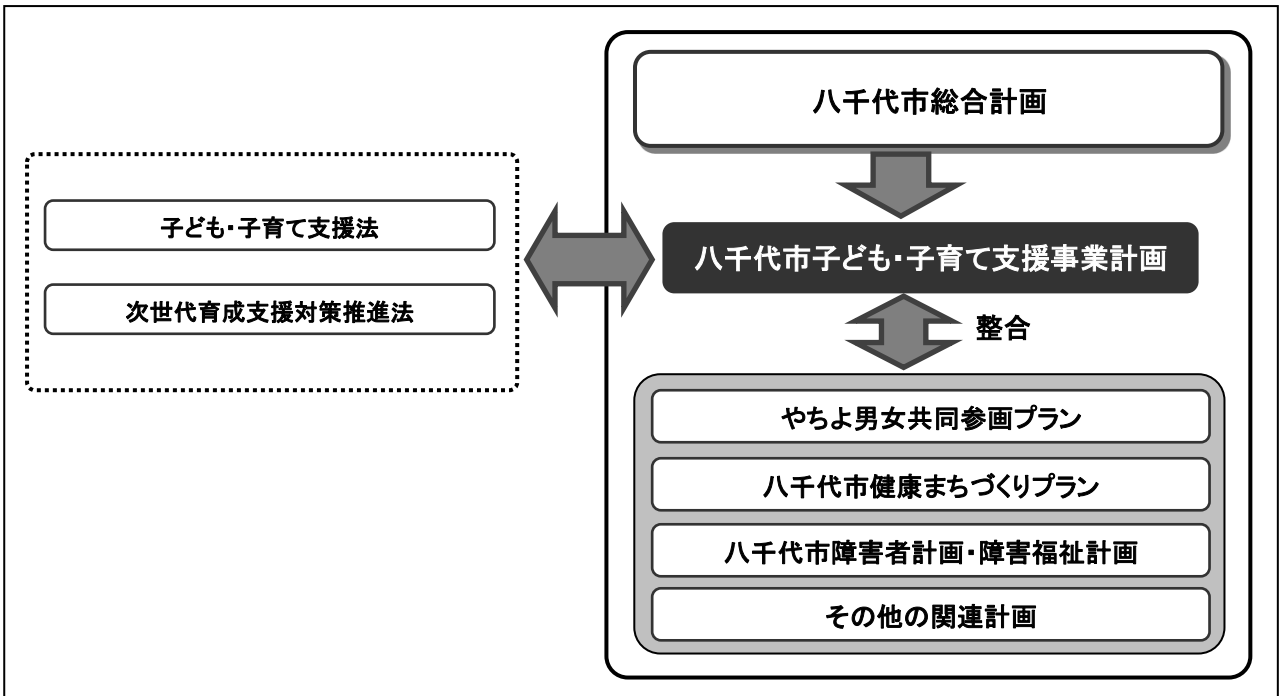 八千代市総合計画
子ども・子育て支援法
次世代育成支援対策推進法
八千代市子ども・子育て支援事業計画
整合
やちよ男女共同参画プラン
八千代市健康まちづくりプラン
八千代市障害者計画・障害福祉計画
その他の関連計画